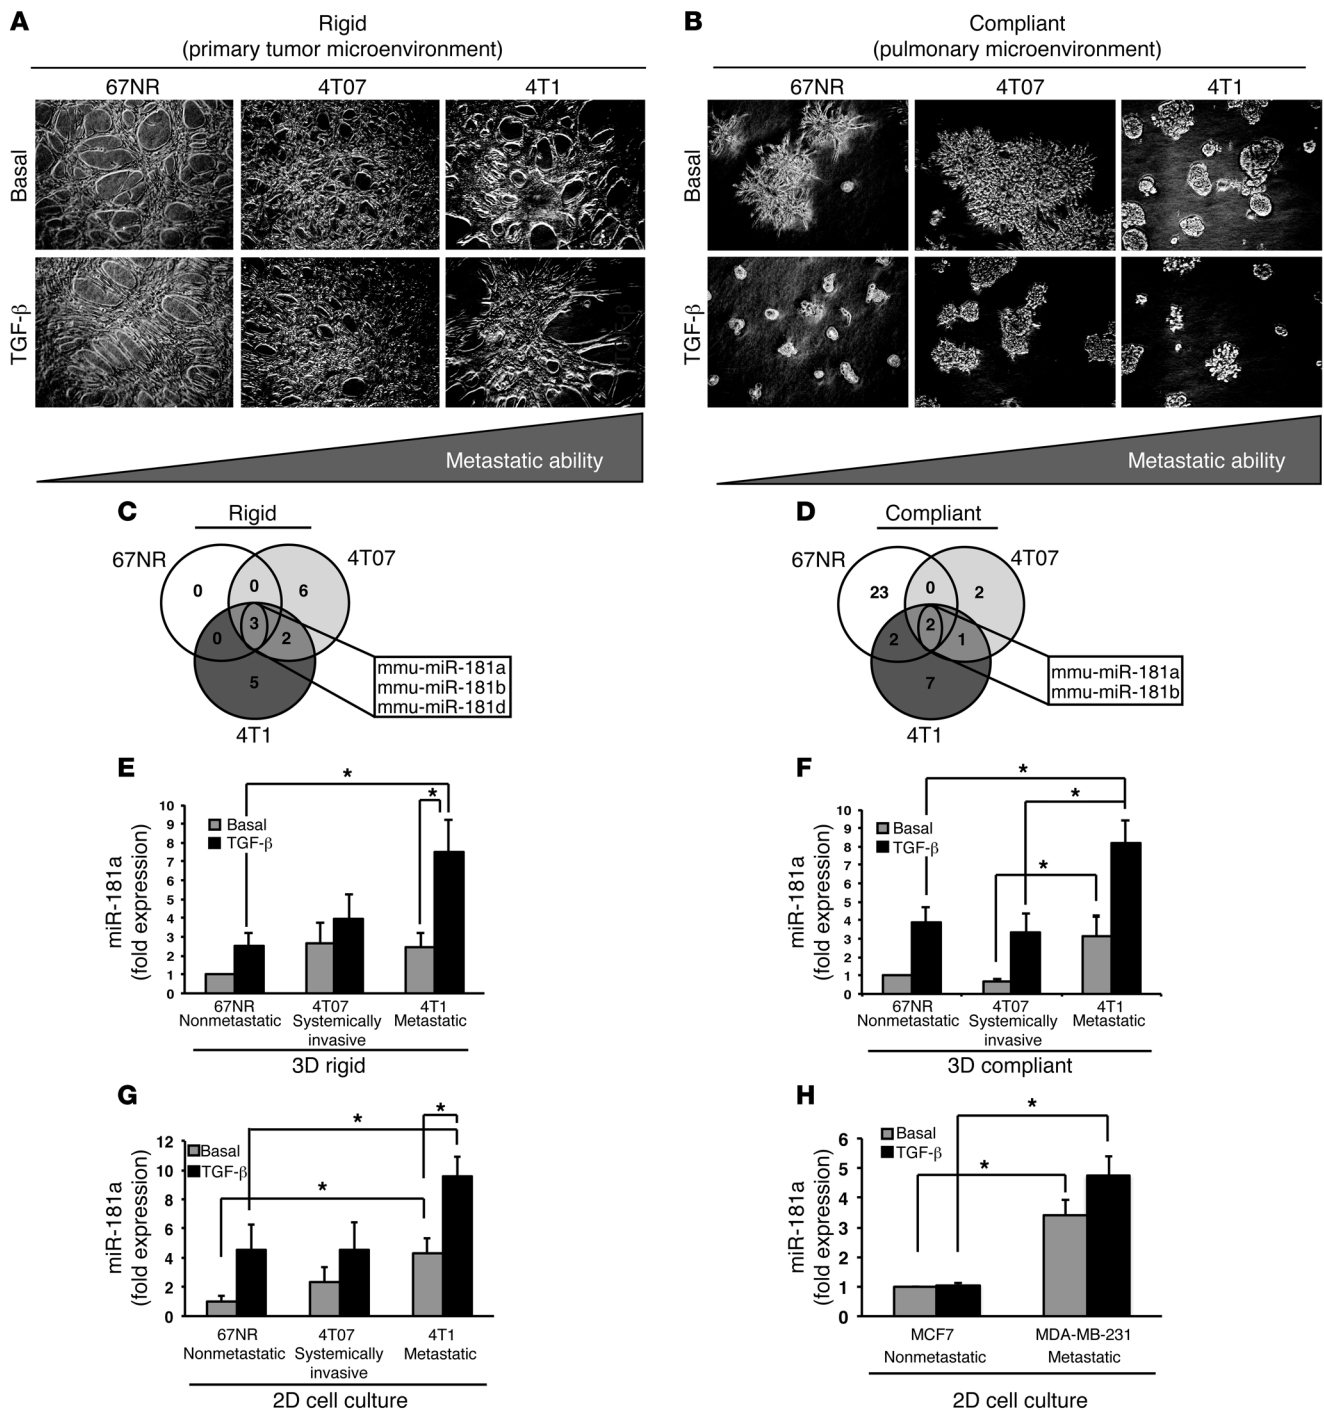 A
Rigid
(primary tumor microenvironment)
67NR 4T07 4T1
Basal
TGF-β
Metastatic ability
B
Compliant
(pulmonary microenvironment)
67NR 4T07 4T1
Basal
TGF-β
Metastatic ability
C
Rigid
67NR
4T07
0 0 6
0 3 2
5
4T1
mmu-miR-181a
mmu-miR-181b
mmu-miR-181d
D
Compliant
67NR
4T07
23 0 2
2 2 1
7
4T1
mmu-miR-181a
mmu-miR-181b
E
*
*
miR-181a
(fold expression)
10
9
8
7
6
5
4
3
2
1
0
Basal
TGF-β
67NR 4T07 4T1
Nonmetastatic Systemically Metastatic
invasive
3D rigid
F
*
*
*
miR-181a
(fold expression)
10
9
8
7
6
5
4
3
2
1
0
Basal
TGF-β
67NR 4T07 4T1
Nonmetastatic Systemically Metastatic
invasive
3D compliant
G
*
*
*
miR-181a
(fold expression)
12
10
8
6
4
2
0
Basal
TGF-β
67NR 4T07 4T1
Nonmetastatic Systemically Metastatic
invasive
2D cell culture
H
*
*
miR-181a
(fold expression)
6
5
4
3
2
1
0
Basal
TGF-β
MCF7 MDA-MB-231
Nonmetastatic Metastatic
2D cell culture